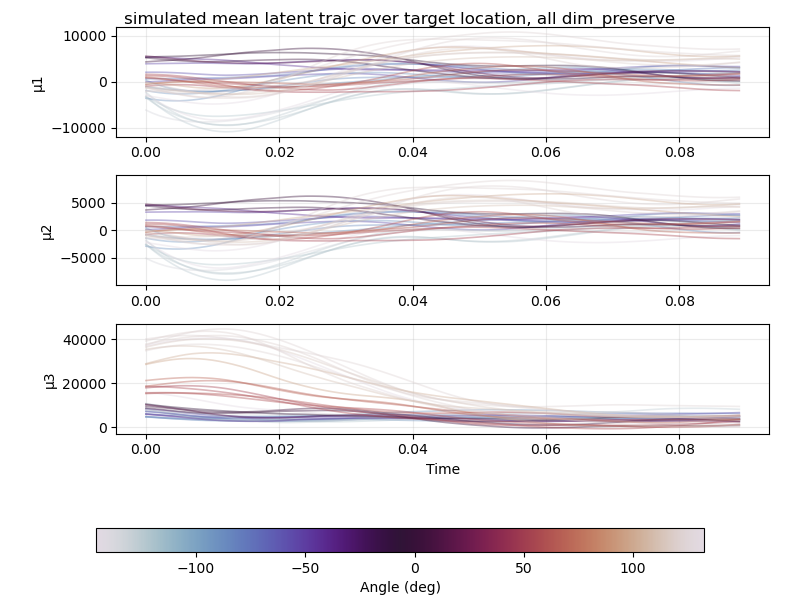 simulated mean latent trajc over target location, all dim_preserve
10000
0
−10000
μ1
0.00 0.02 0.04 0.06 0.08
5000
0
−5000
μ2
0.00 0.02 0.04 0.06 0.08
40000
20000
0
μ3
0.00 0.02 0.04 0.06 0.08
Time
−100 −50 0 50 100
Angle (deg)